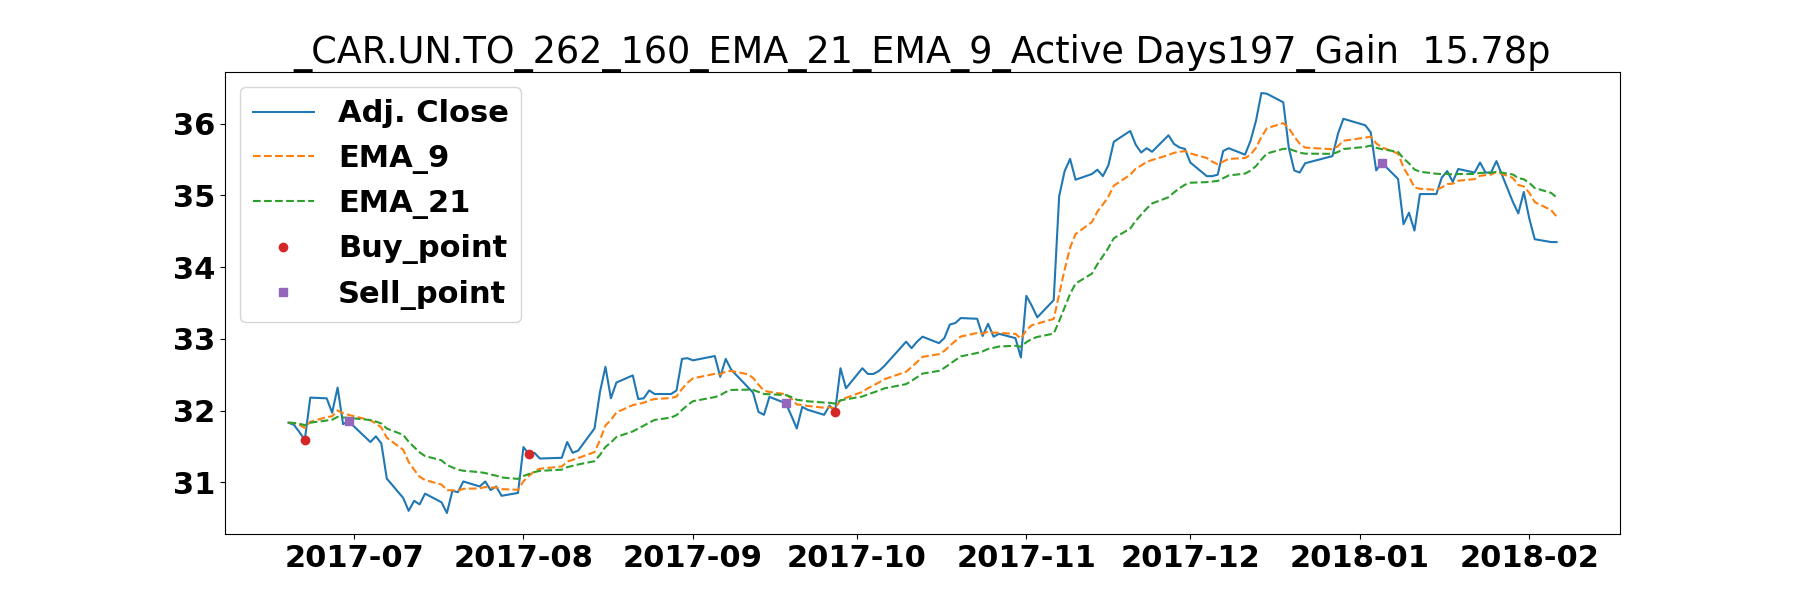 _CAR.UN.TO_262_160_EMA_21_EMA_9_Active Days197_Gain  15.78p
Adj. Close
EMA_9
EMA_21
Buy_point
Sell_point
36
35
34
33
32
31
2017-07 2017-08 2017-09 2017-10 2017-11 2017-12 2018-01 2018-02